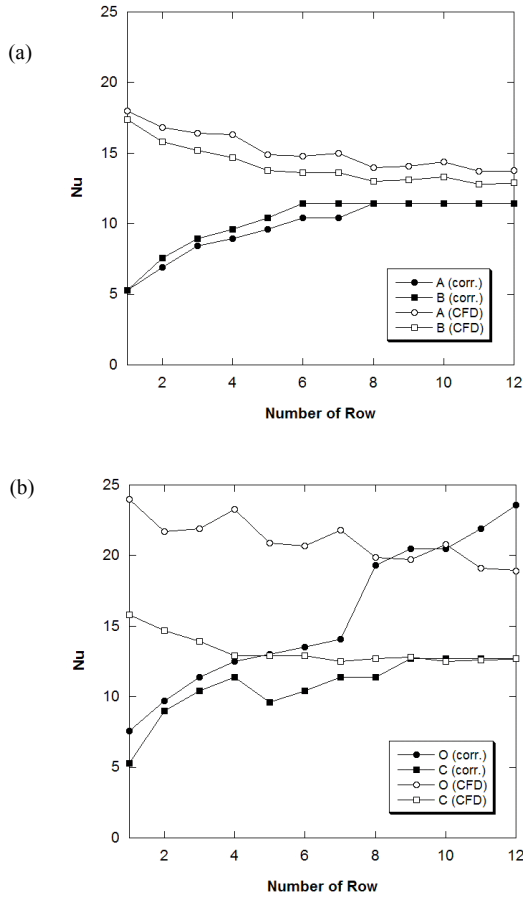 (a)
25
20
15
10
5
0
Nu
A (corr.)
B (corr.)
A (CFD)
B (CFD)
2 4 6 8 10 12
Number of Row
(b)
25
20
15
10
5
0
Nu
O (corr.)
C (corr.)
O (CFD)
C (CFD)
2 4 6 8 10 12
Number of Row